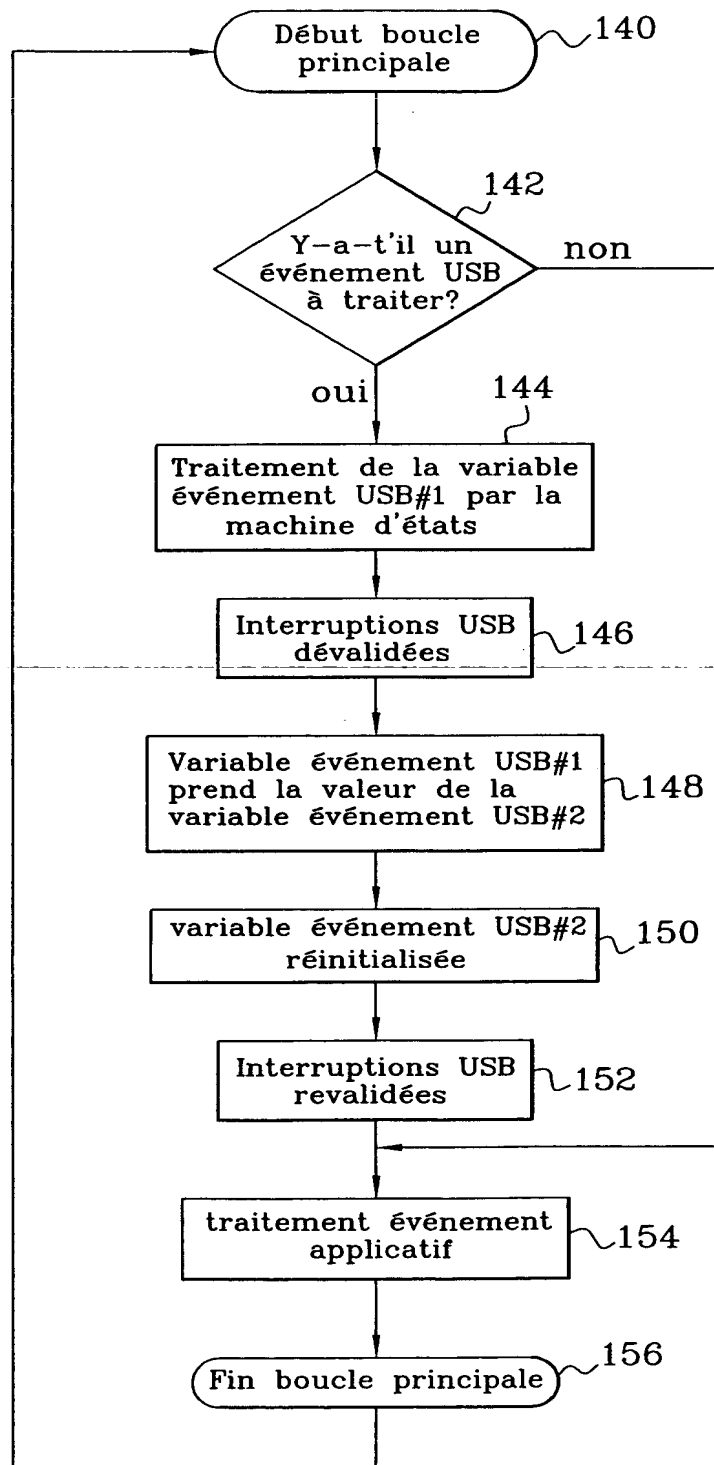 Début boucle
principale
140
142
Y-a-t'il un
événement USB
à traiter?
non
oui
144
Traitement de la variable
événement USB#1 par la
machine d'états
Interruptions USB
dévalidées
146
Variable événement USB#1
prend la valeur de la
variable événement USB#2
148
variable événement USB#2
réinitialisée
150
Interruptions USB
revalidées
152
traitement événement
applicatif
154
156
Fin boucle principale